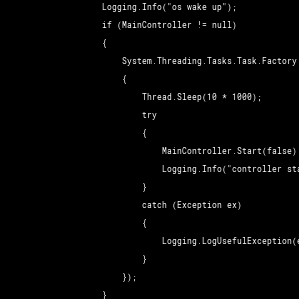 Logging.Info("os wake up");
if (MainController != null)
{
System.Threading.Tasks.Task.Factory
{
Thread.Sleep(10 * 1000);
try
{
MainController.Start(false)
Logging.Info("controller sta
}
catch (Exception ex)
{
Logging.LogUsefulException(e
}
});
}